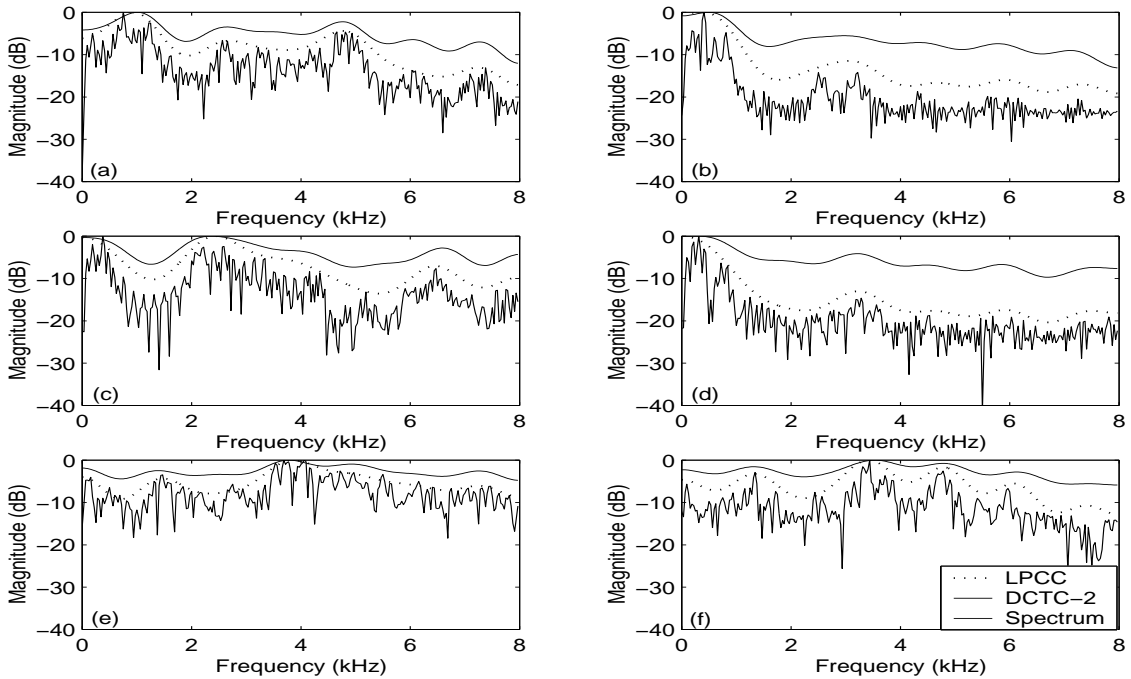 0
−10
−20
−30
−40
Magnitude (dB)
(a)
0 2 4 6 8
Frequency (kHz)
0
−10
−20
−30
−40
Magnitude (dB)
(b)
0 2 4 6 8
Frequency (kHz)
0
−10
−20
−30
−40
Magnitude (dB)
(c)
0 2 4 6 8
Frequency (kHz)
0
−10
−20
−30
−40
Magnitude (dB)
(d)
0 2 4 6 8
Frequency (kHz)
0
−10
−20
−30
−40
Magnitude (dB)
(e)
0 2 4 6 8
Frequency (kHz)
0
−10
−20
−30
−40
Magnitude (dB)
(f)
LPCC
DCTC−2
Spectrum
0 2 4 6 8
Frequency (kHz)